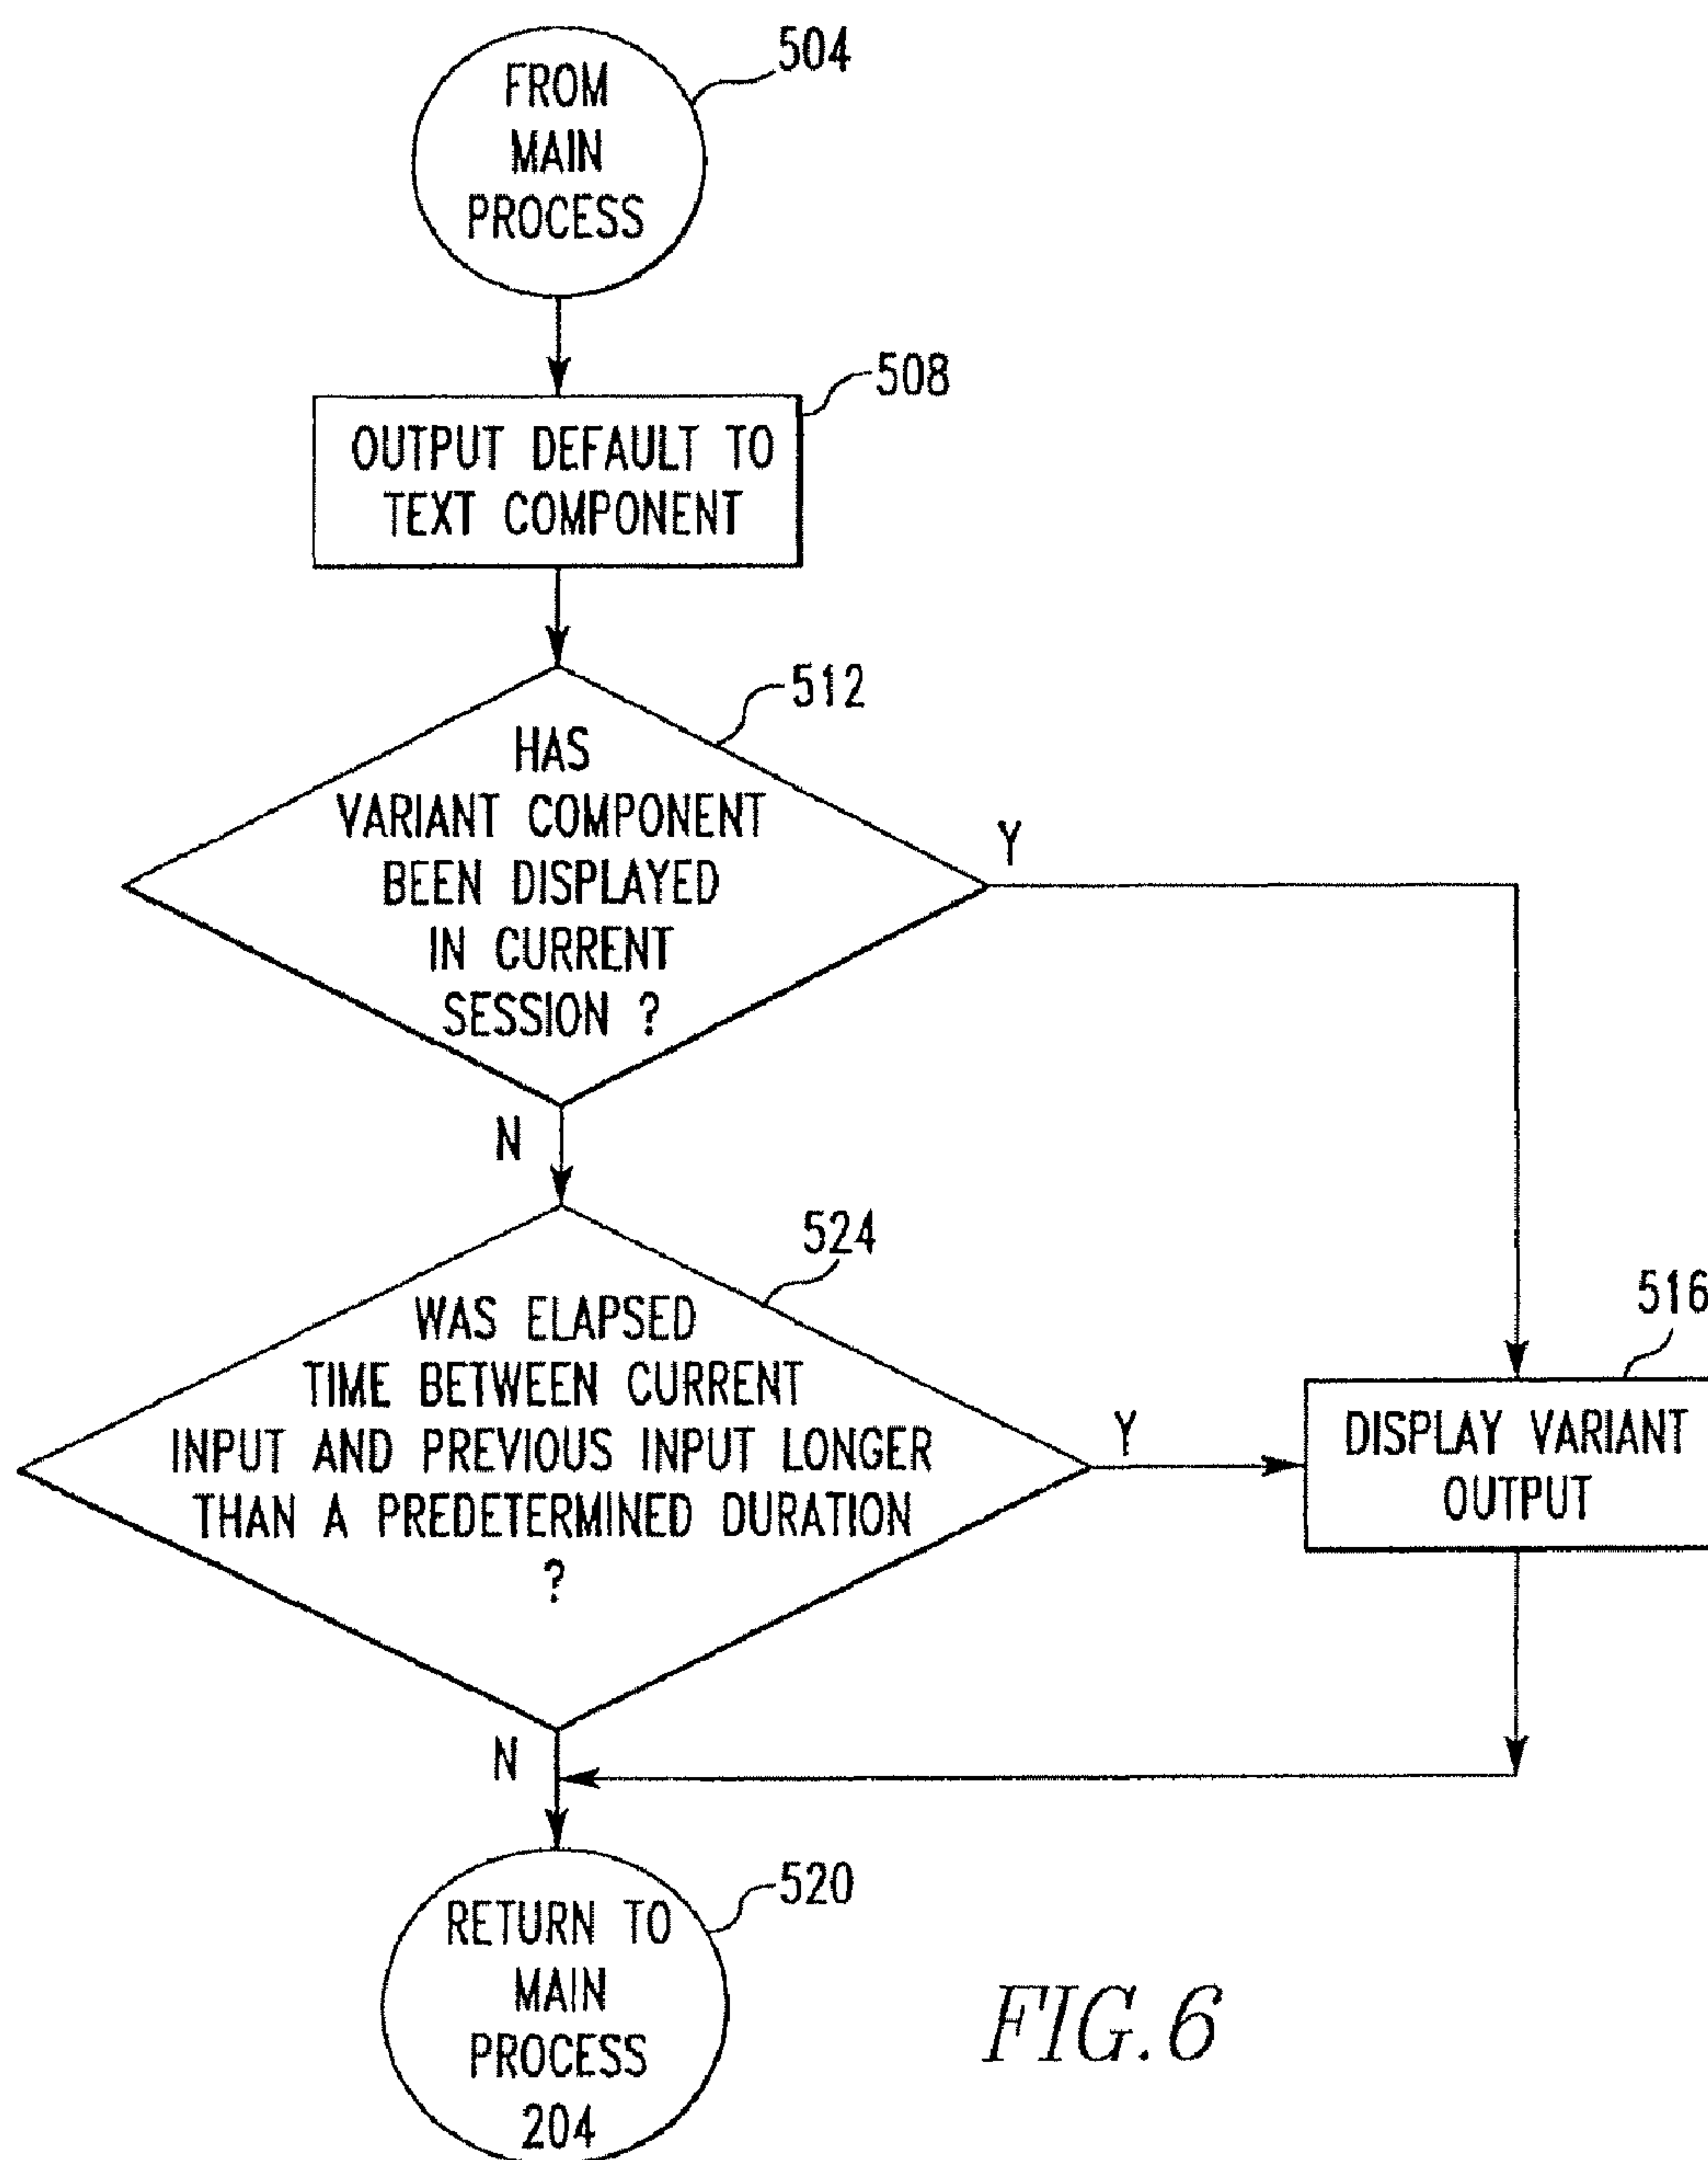 504
FROM
MAIN
PROCESS
508
OUTPUT DEFAULT TO
TEXT COMPONENT
512
HAS
VARIANT COMPONENT
BEEN DISPLAYED
IN CURRENT
SESSION ?
Y
N
524
WAS ELAPSED
TIME BETWEEN CURRENT
INPUT AND PREVIOUS INPUT LONGER
THAN A PREDETERMINED DURATION
?
Y
516
DISPLAY VARIANT
OUTPUT
N
520
RETURN TO
MAIN
PROCESS
204
FIG. 6